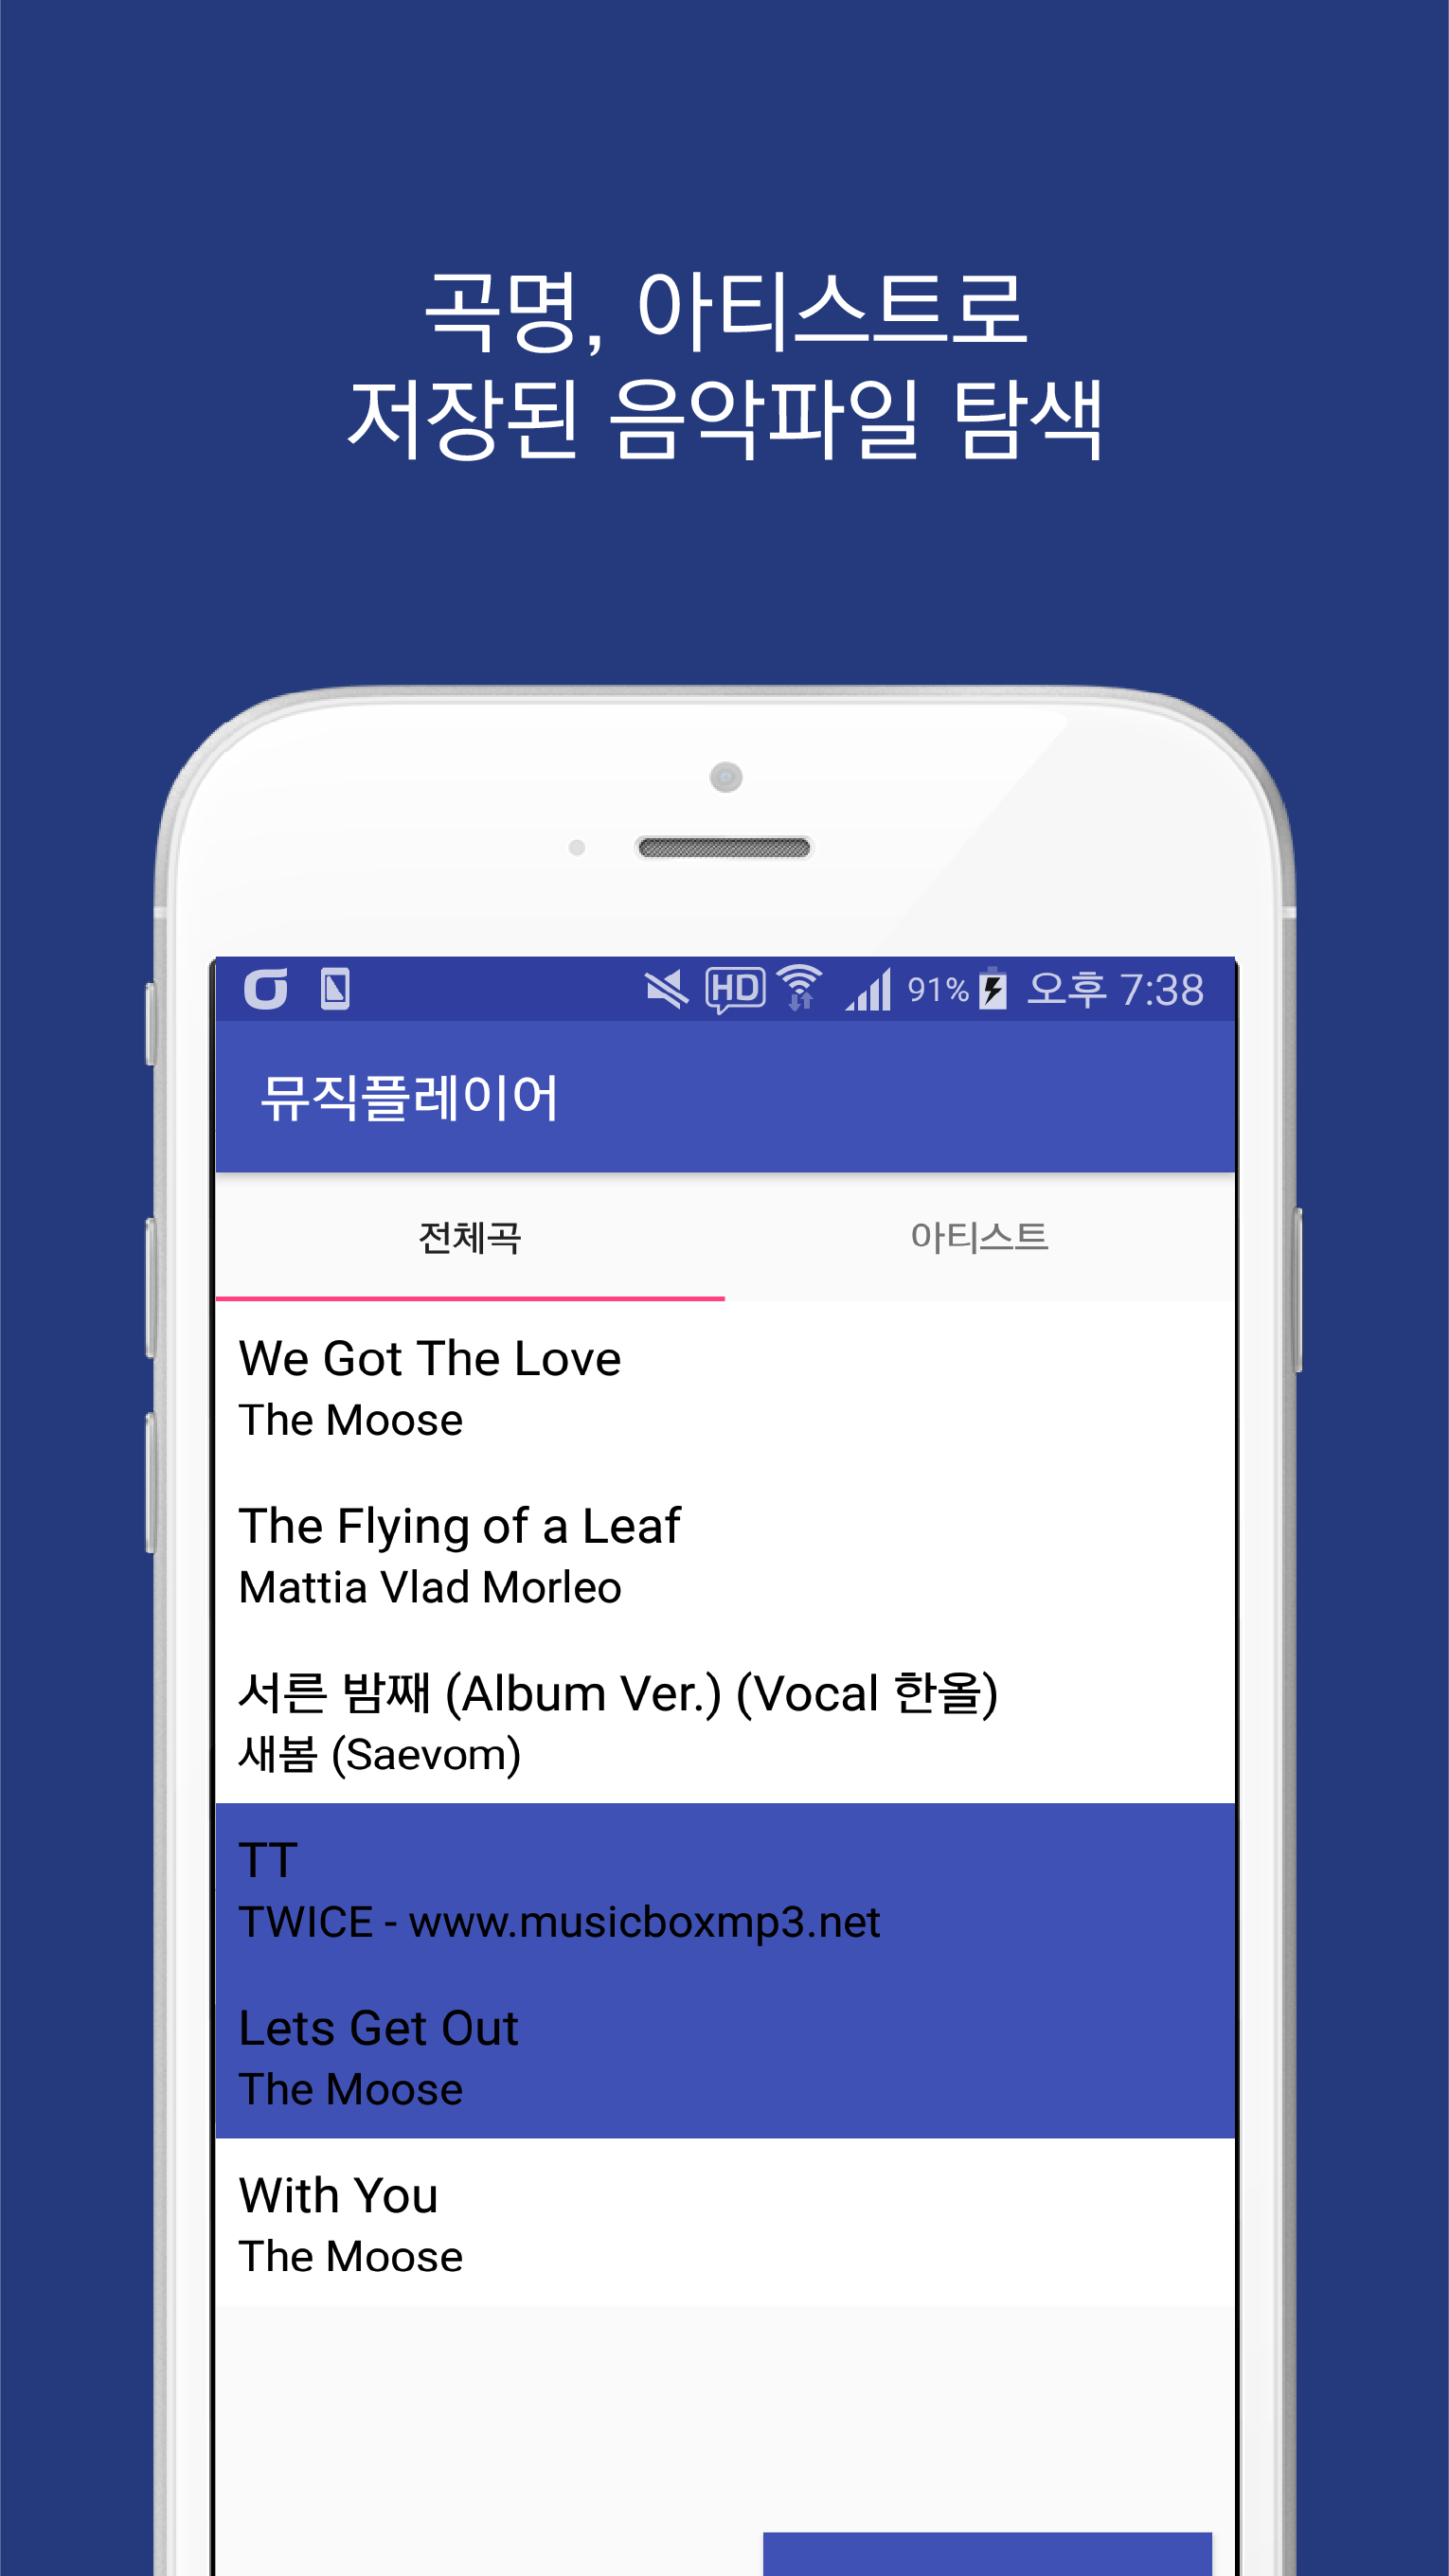 곡명, 아티스트로
저장된 음악파일 탐색
HD 91% 오후 7:38
뮤직플레이어
전체곡 아티스트
We Got The Love
The Moose
The Flying of a Leaf
Mattia Vlad Morleo
서른 밤째 (Album Ver.) (Vocal 한올)
새봄 (Saevom)
TT
TWICE - www.musicboxmp3.net
Lets Get Out
The Moose
With You
The Moose